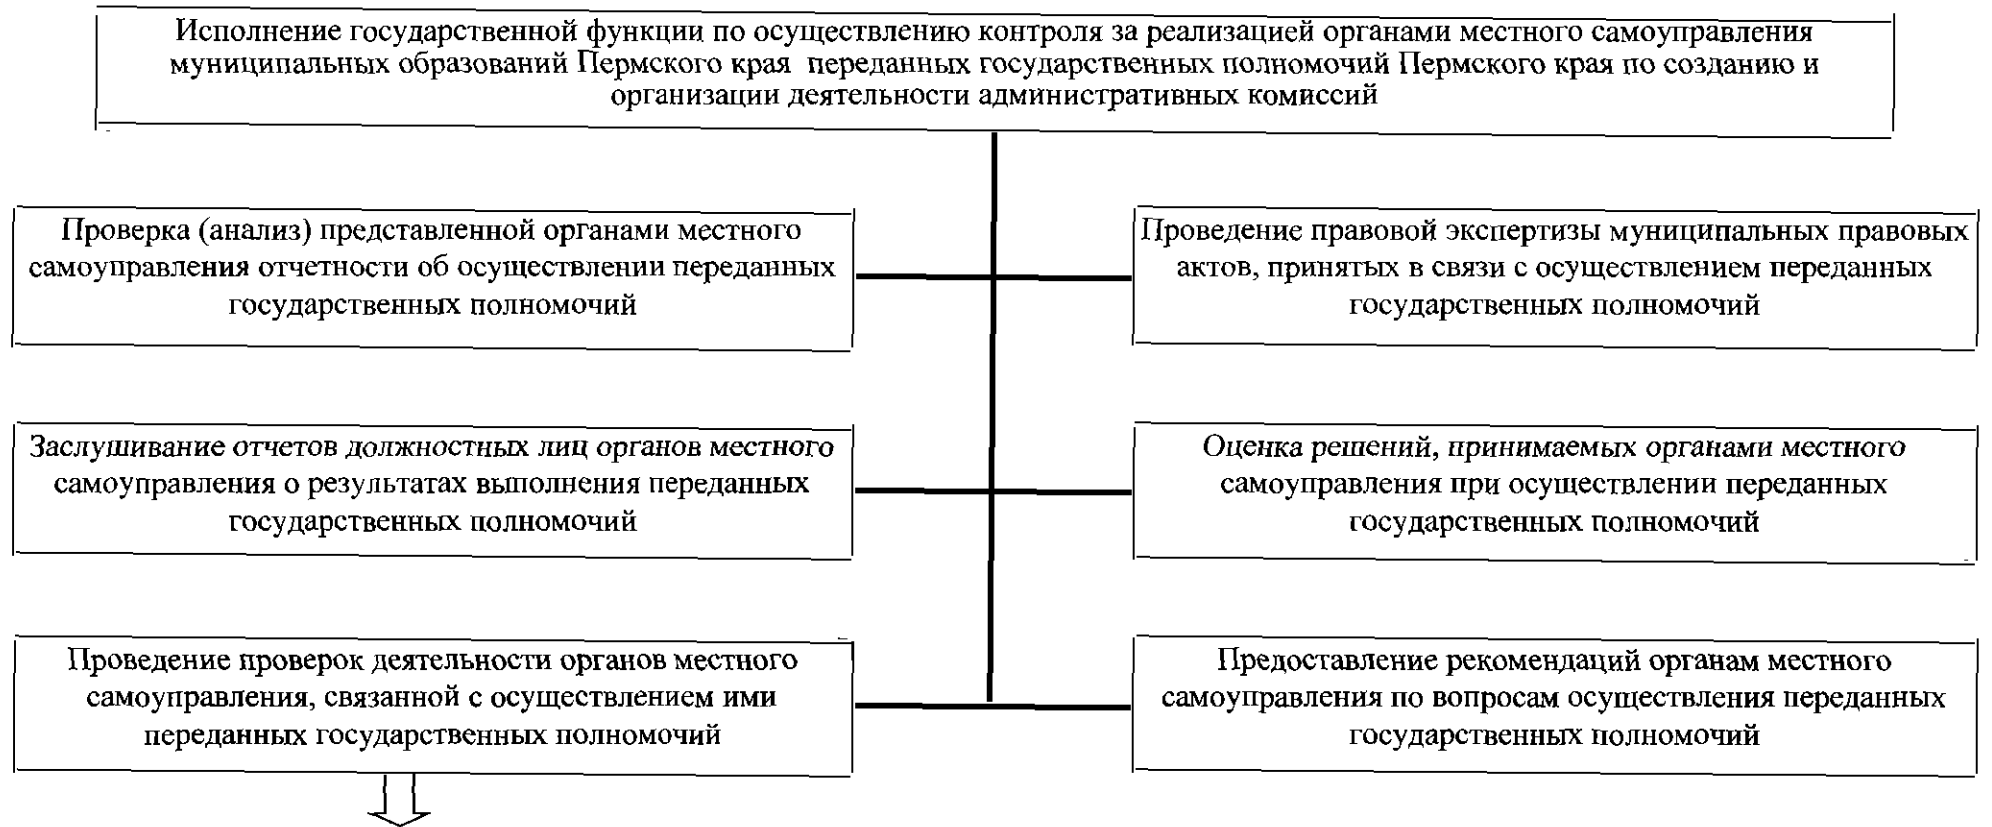 Исполнение государственной функции по осуществлению контроля за реализацией органами местного самоуправления
муниципальных образований Пермского края переданных государственных полномочий Пермского края по созданию и
организации деятельности административных комиссий
Проверка (анализ) представленной органами местного
самоуправления отчетности об осуществлении переданных
государственных полномочий
Проведение правовой экспертизы муниципальных правовых
актов, принятых в связи с осуществлением переданных
государственных полномочий
Заслушивание отчетов должностных лиц органов местного
самоуправления о результатах выполнения переданных
государственных полномочий
Оценка решений, принимаемых органами местного
самоуправления при осуществлении переданных
государственных полномочий
Проведение проверок деятельности органов местного
самоуправления, связанной с осуществлением ими
переданных государственных полномочий
Предоставление рекомендаций органам местного
самоуправления по вопросам осуществления переданных
государственных полномочий